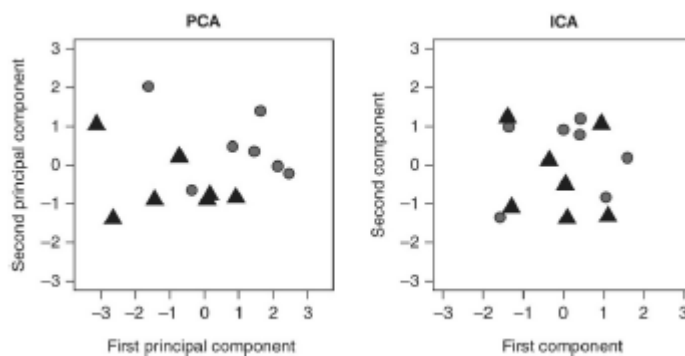 PCA
Second principal component
3
2
1
0
−1
−2
−3
−3 −2 −1 0 1 2 3
First principal component
ICA
Second component
3
2
1
0
−1
−2
−3
−3 −2 −1 0 1 2 3
First component